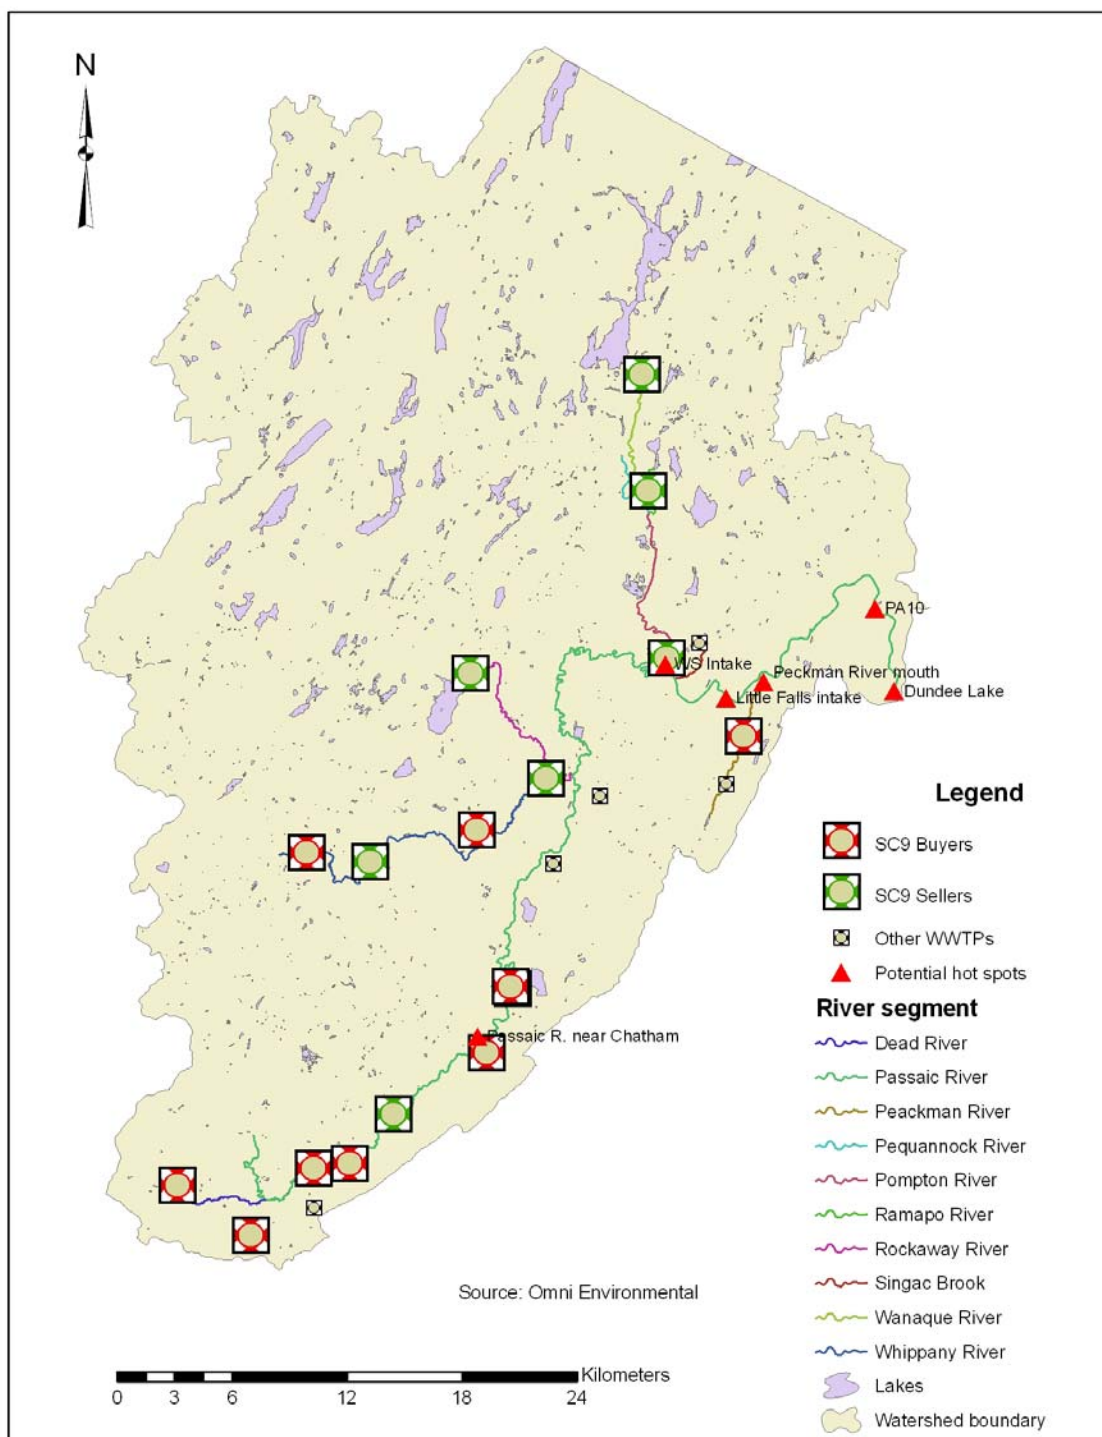 N
PA10
WS Intake
Peckman River mouth
Little Falls intake
Dundee Lake
Passaic R. near Chatham
Legend
SC9 Buyers
SC9 Sellers
Other WWTPs
Potential hot spots
River segment
Dead River
Passaic River
Peackman River
Pequannock River
Pompton River
Ramapo River
Rockaway River
Singac Brook
Wanaque River
Whippany River
Lakes
Watershed boundary
Source: Omni Environmental
Kilometers
0 3 6 12 18 24